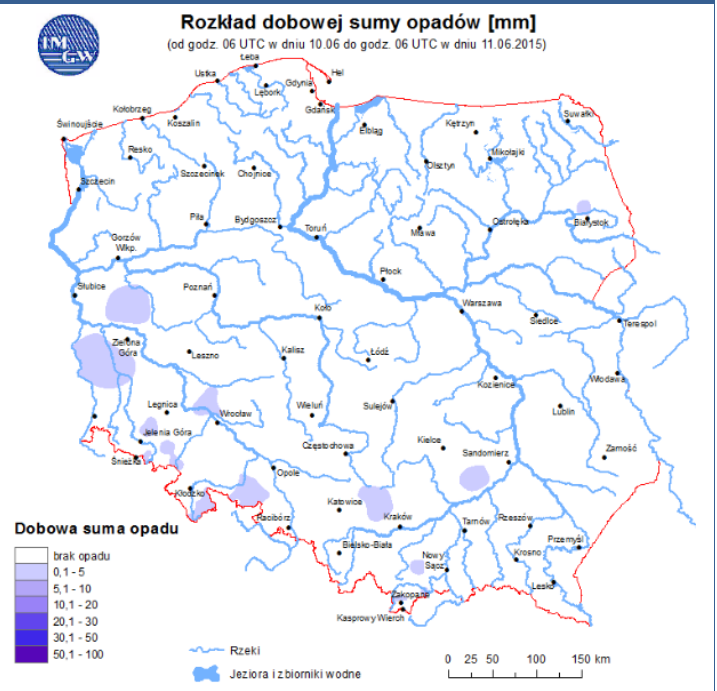 Rozkład dobowej sumy opadów [mm]
(od godz. 06 UTC w dniu 10.06 do godz. 06 UTC w dniu 11.06.2015)
IM
GW
Łeba
Hel
Ustka
Gdynia
Lębork
Gdańsk
Kołobrzeg
Koszalin
Świnoujście
Elbląg
Kętrzyn
Suwałki
Resko
Szczecinek
Chojnice
Olsztyn
Mikołajki
Szczecin
Piła
Bydgoszcz
Toruń
Mława
Ostrołęka
Białystok
Gorzów
Wlkp.
Płock
Słubice
Poznań
Koło
Warszawa
Siedlce
Terespol
Zielona
Góra
Leszno
Kalisz
Łódź
Kozienice
Włodawa
Legnica
Wrocław
Wieluń
Sulejów
Lublin
Jelenia Góra
Śnieżka
Częstochowa
Kielce
Sandomierz
Zamość
Opole
Kłodzko
Katowice
Kraków
Racibórz
Tarnów
Rzeszów
Przemyśl
Bielsko-Biała
Nowy
Sącz
Krosno
Lesko
Zakopane
Kasprowy Wierch
Dobowa suma opadu
brak opadu
0,1 - 5
5,1 - 10
10,1 - 20
20,1 - 30
30,1 - 50
50,1 - 100
Rzeki
Jeziora i zbiorniki wodne
0 25 50 100 150 km